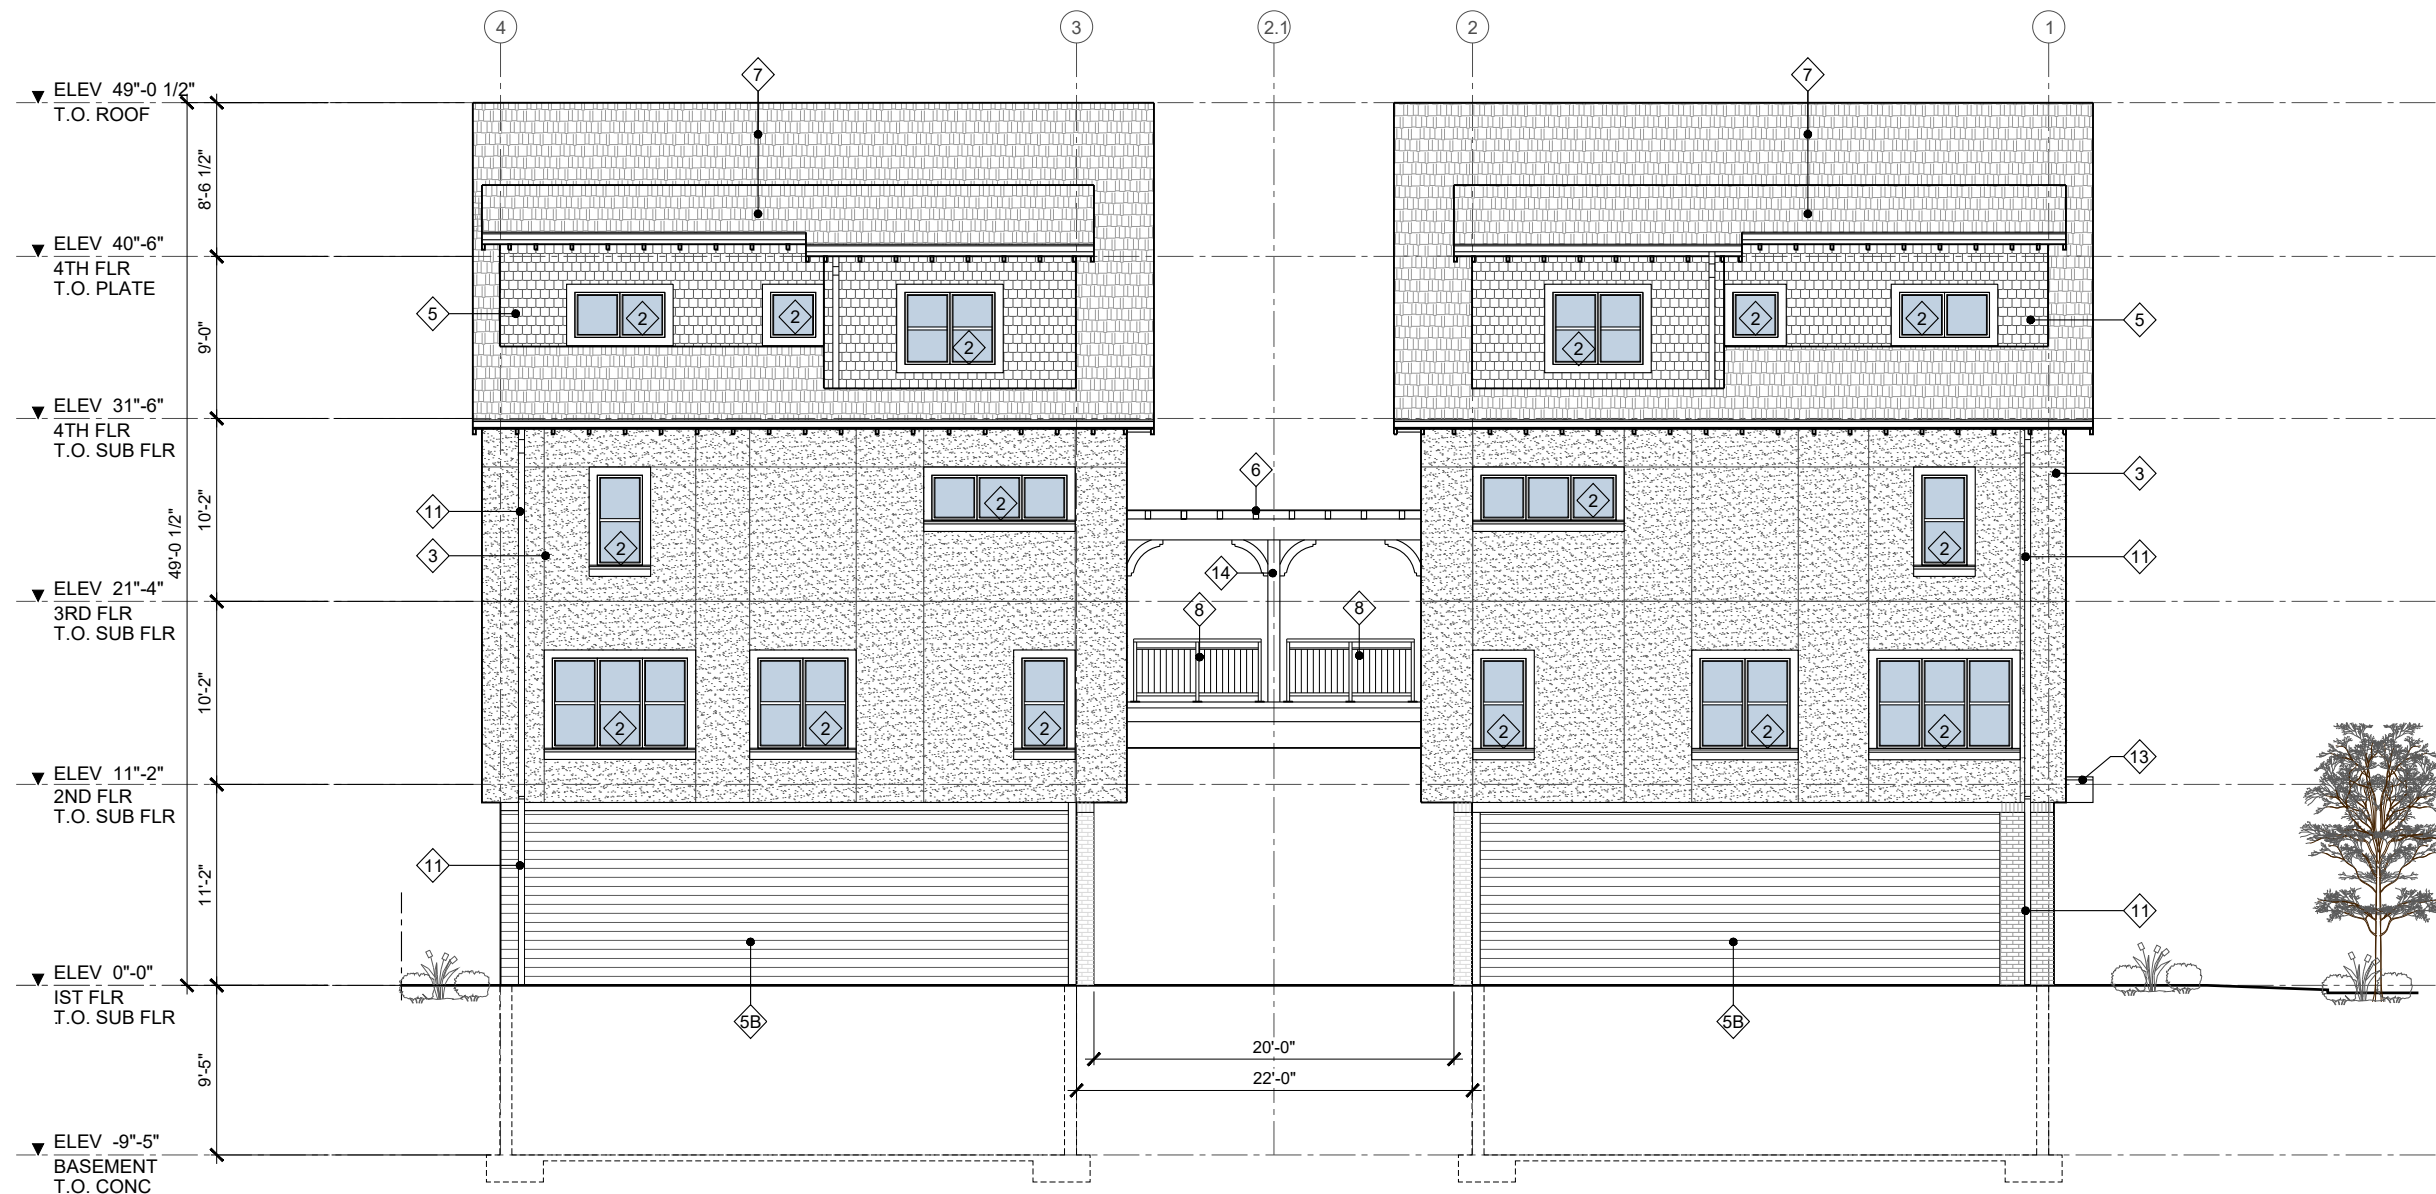 4 3 2.1 2 1
7 7
ELEV 49"-0 1/2"
T.O. ROOF
8'-6 1/2"
ELEV 40"-6"
4TH FLR
T.O. PLATE
5 2 2 2 2 2 2 5
9'-0"
ELEV 31"-6"
4TH FLR
T.O. SUB FLR
6 3
11 2 2
10'-2"
49'-0 1/2"
3 2 14 2 11
ELEV 21"-4"
3RD FLR
T.O. SUB FLR
8 8
10'-2"
2 2 2 2 2 2
13
ELEV 11"-2"
2ND FLR
T.O. SUB FLR
11 11
11'-2"
ELEV 0"-0"
IST FLR
T.O. SUB FLR
5B 5B
20'-0"
22'-0"
9'-5"
ELEV -9"-5"
BASEMENT
T.O. CONC